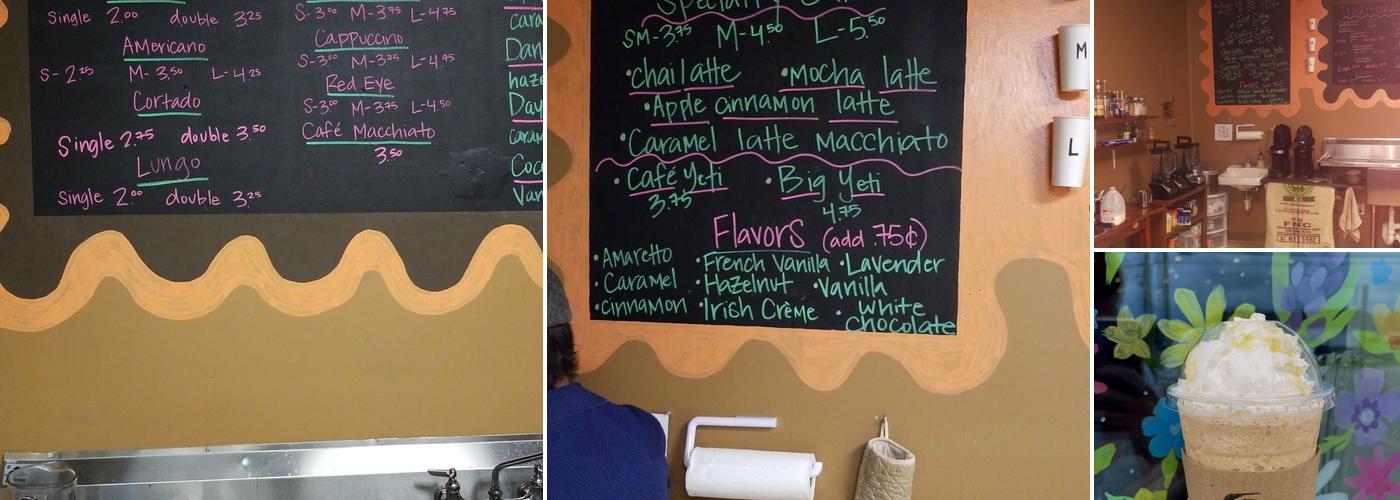 Single 2.00 double 3.25
Americano
S-2.25 M-3.50 L-4.25
Cortado
Single 2.75 double 3.50
Lungo
Single 2.00 double 3.25
S-3.00 M-3.75 L-4.50
Cappuccino
S-3.00 M-3.75 L-4.50
Red Eye
S-3.00 M-3.75 L-4.50
Café Macchiato
3.50
SM-3.75 M-4.50 L-5.50
•chai latte •mocha latte
•Apple cinnamon latte
•Caramel latte macchiato
•Café Yeti •Big Yeti
3.75 4.75
Flavors (add .75¢)
•Amaretto •French Vanilla •Lavender
•Caramel •Hazelnut •Vanilla
•cinnamon •Irish Crème •white
chocolate
M
L
FNC